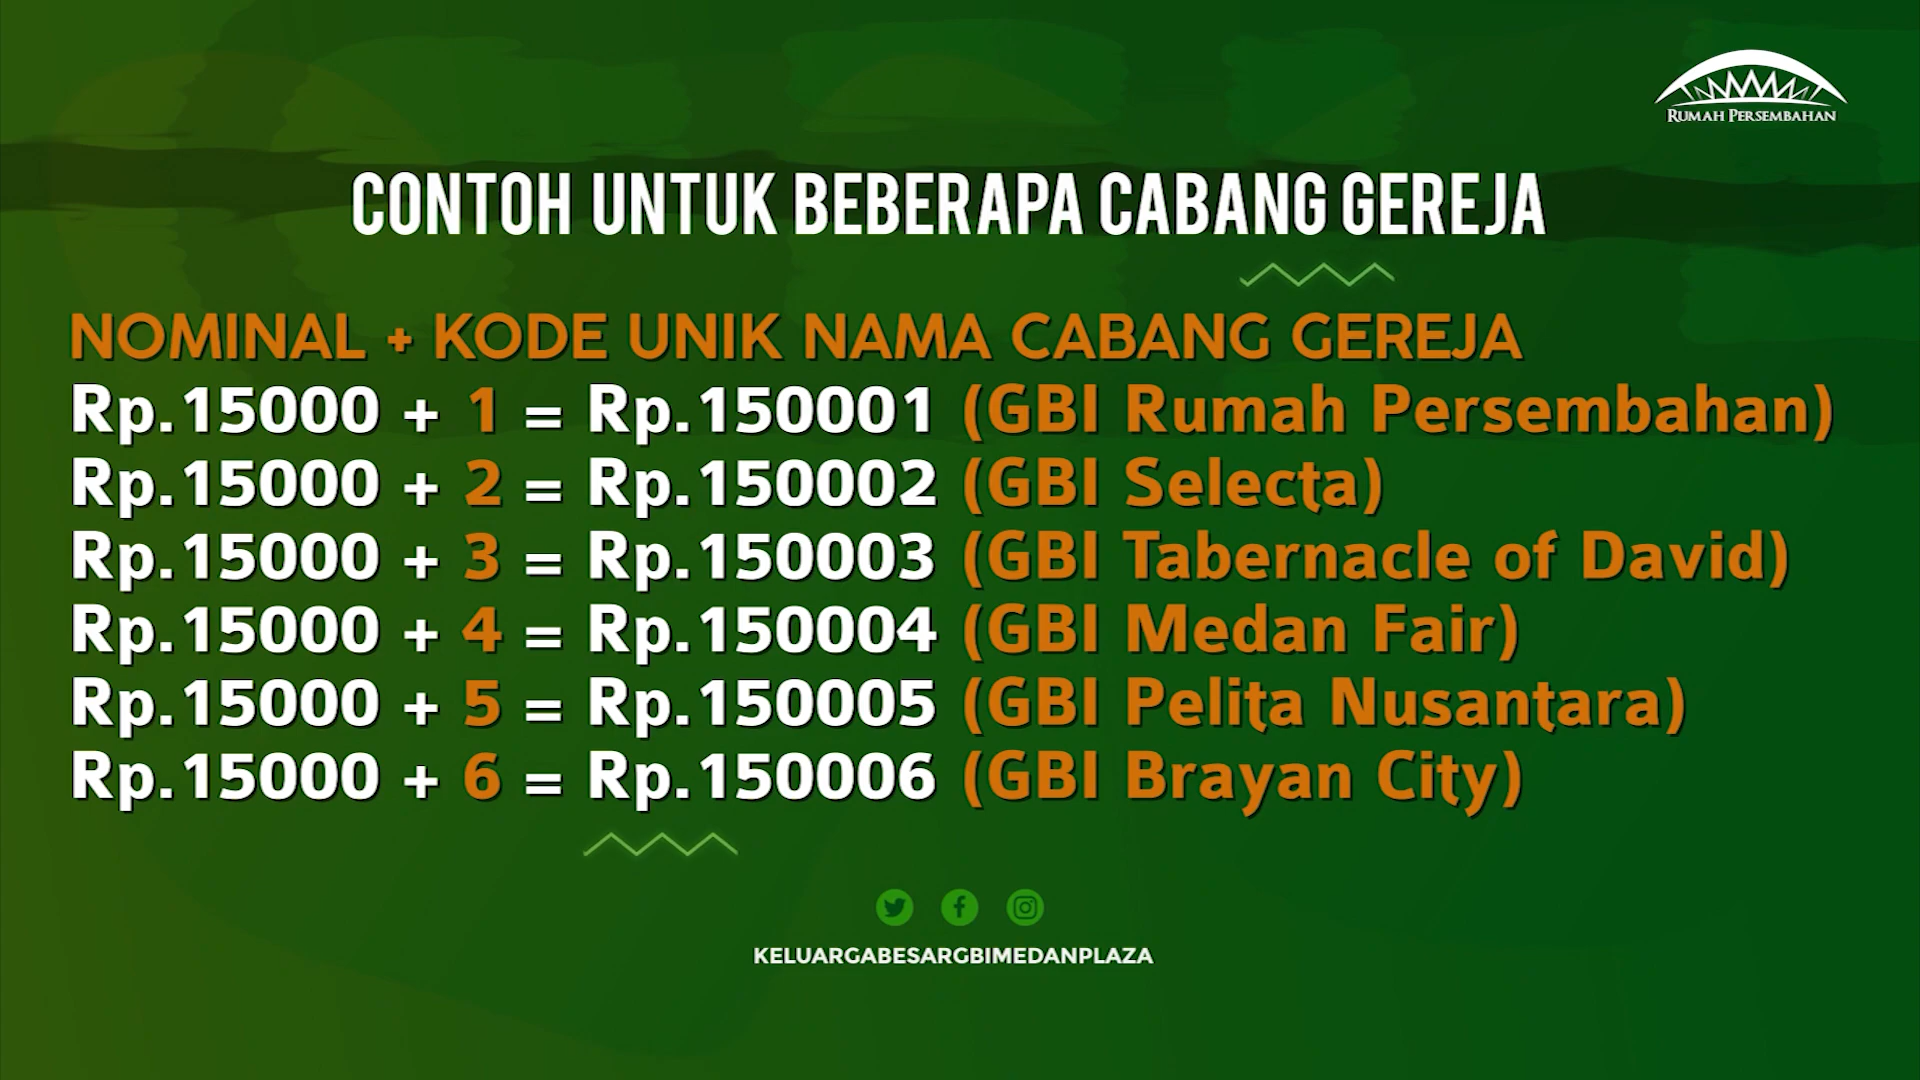 RUMAH PERSEMBAHAN
CONTOH UNTUK BEBERAPA CABANG GEREJA
NOMINAL + KODE UNIK NAMA CABANG GEREJA
Rp.15000 + 1 = Rp.150001 (GBI Rumah Persembahan)
Rp.15000 + 2 = Rp.150002 (GBI Selecta)
Rp.15000 + 3 = Rp.150003 (GBI Tabernacle of David)
Rp.15000 + 4 = Rp.150004 (GBI Medan Fair)
Rp.15000 + 5 = Rp.150005 (GBI Pelita Nusantara)
Rp.15000 + 6 = Rp.150006 (GBI Brayan City)
KELUARGABESARGBIMEDANPLAZA